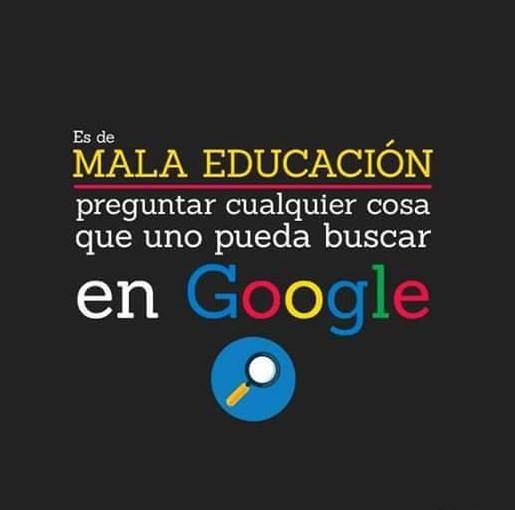 Es de
MALA EDUCACIÓN
preguntar cualquier cosa
que uno pueda buscar
en Google